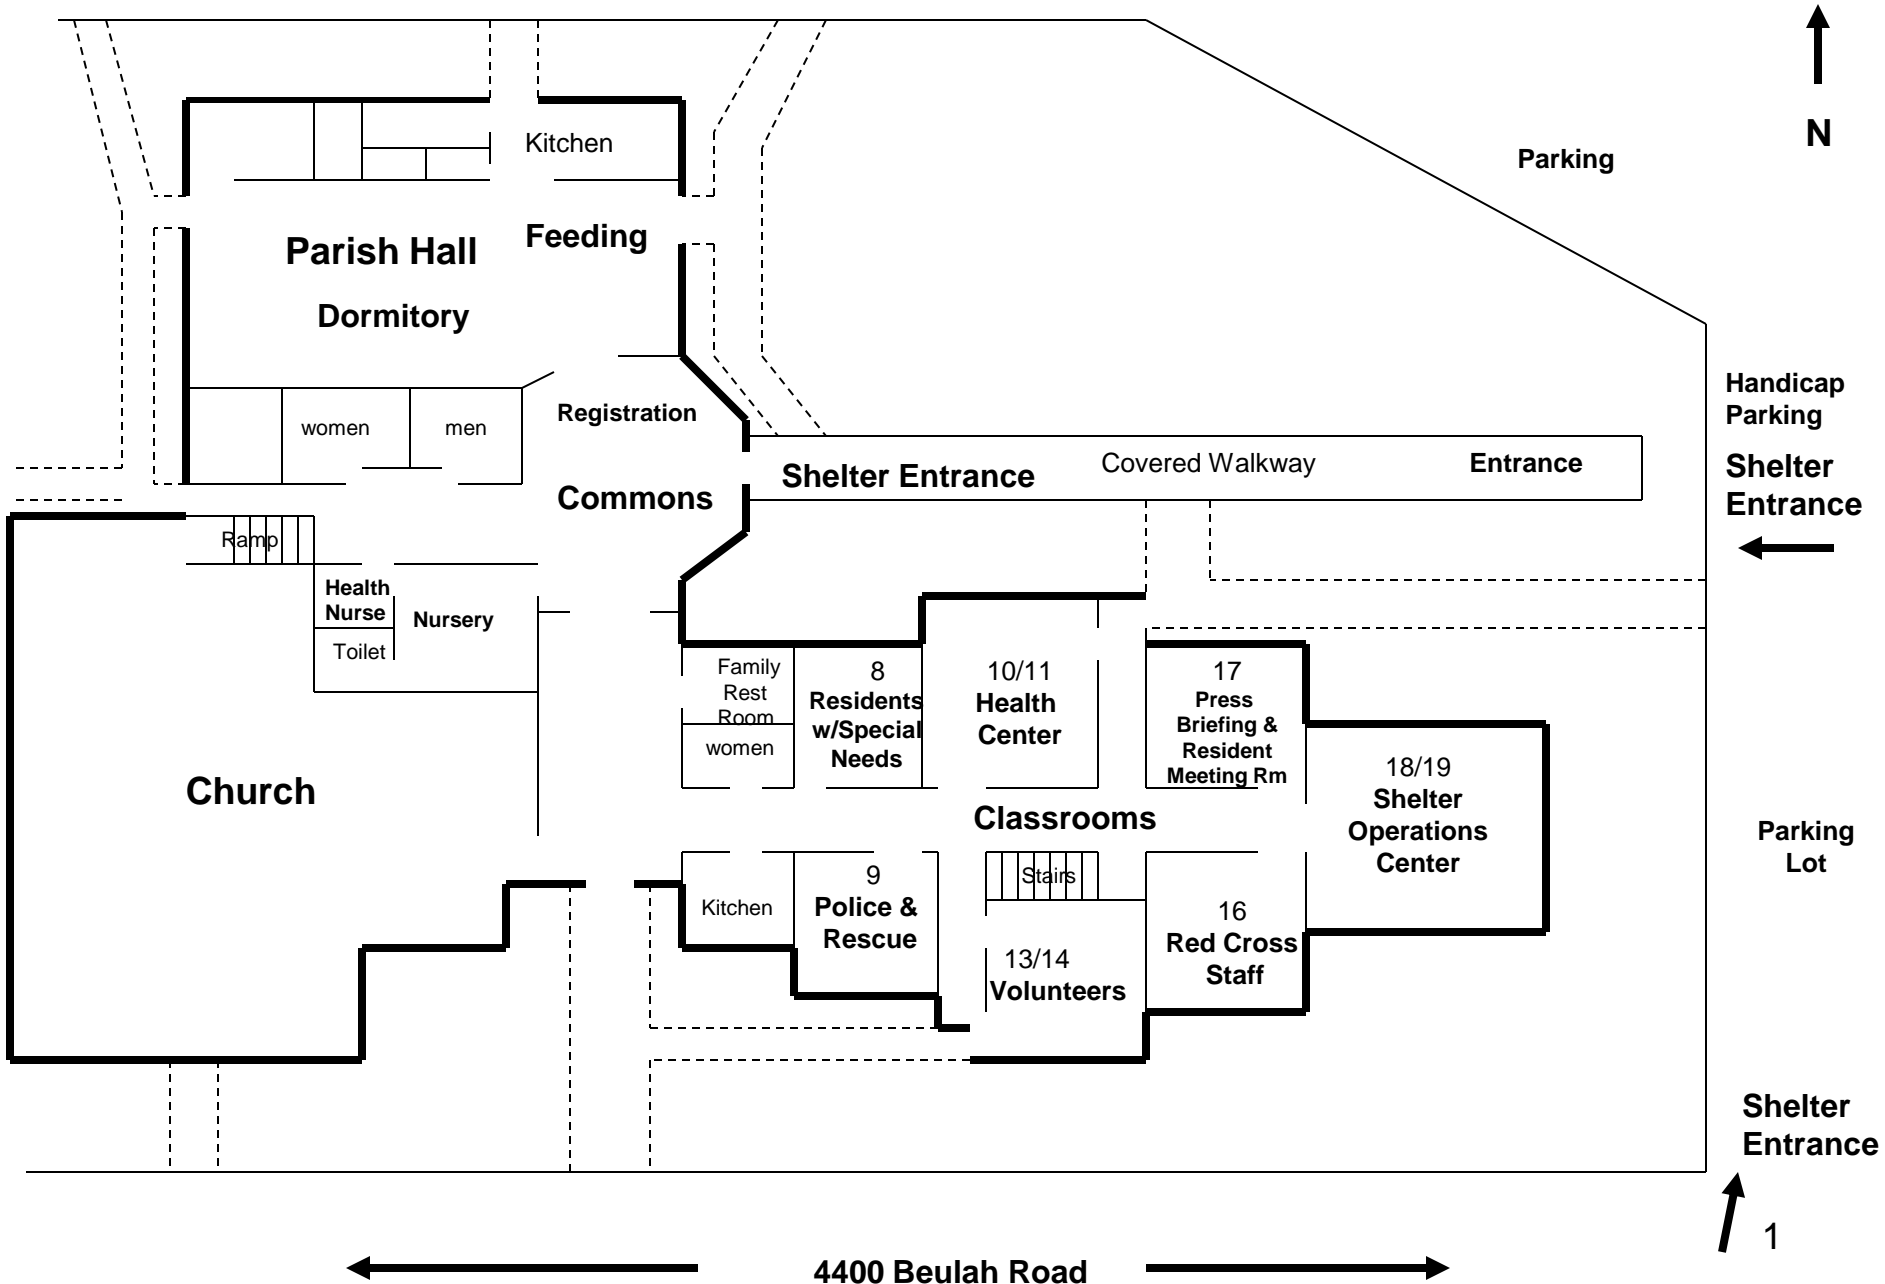 N
Kitchen
Parking
Feeding
Parish Hall
Dormitory
Handicap
Parking
Registration
women
men
Shelter Entrance
Covered Walkway
Entrance
Shelter
Entrance
Commons
Ramp
Health
Nurse
Nursery
Toilet
Family
Rest
Room
women
8
Residents
w/Special
Needs
10/11
Health
Center
17
Press
Briefing &
Resident
Meeting Rm
18/19
Shelter
Operations
Center
Church
Classrooms
Parking
Lot
Kitchen
9
Police &
Rescue
Stairs
13/14
Volunteers
16
Red Cross
Staff
Shelter
Entrance
1
4400 Beulah Road